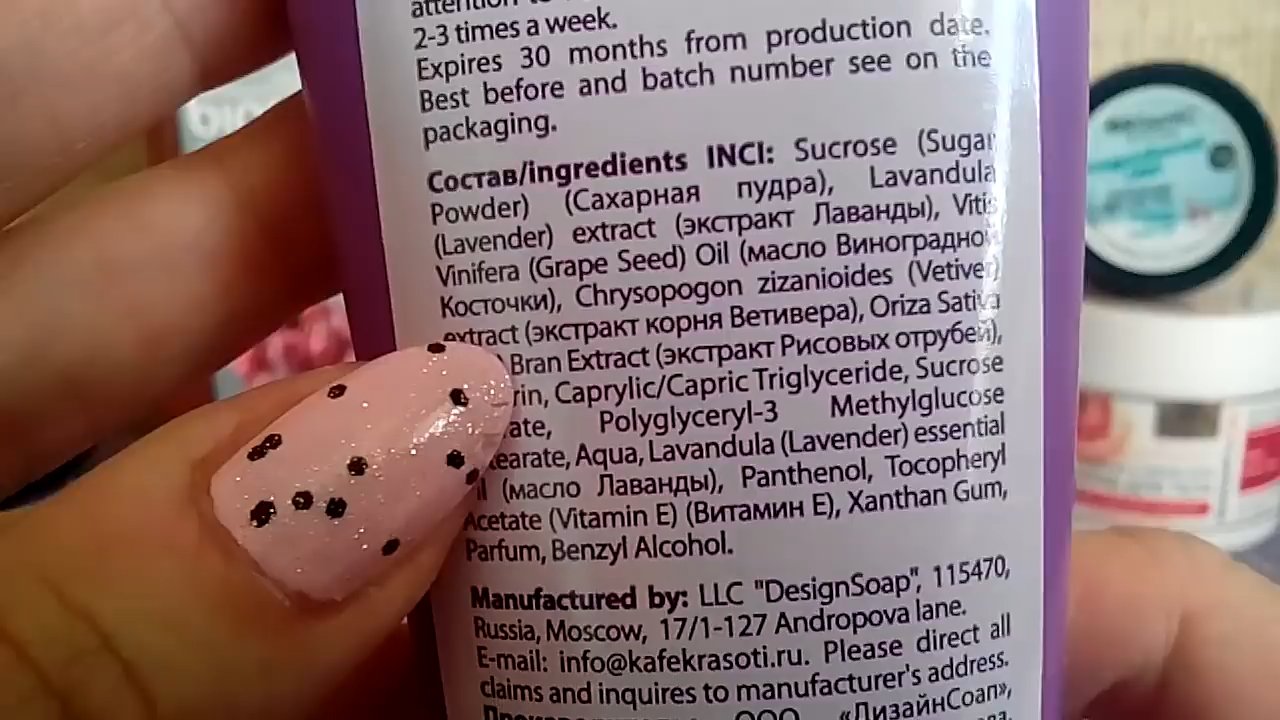 attention to
2-3 times a week.
Expires 30 months from production date.
Best before and batch number see on the
packaging.
Состав/ingredients INCI: Sucrose (Sugar
Powder) (Сахарная пудра), Lavandula
(Lavender) extract (экстракт Лаванды), Vitis
Vinifera (Grape Seed) Oil (масло Виноградной
Косточки), Chrysopogon zizanioides (Vetiver)
extract (экстракт корня Ветивера), Oriza Sativa
Bran Extract (экстракт Рисовых отрубей),
Caprylic/Capric Triglyceride, Sucrose
Polyglyceryl-3 Methylglucose
Aqua, Lavandula (Lavender) essential
(масло Лаванды), Panthenol, Tocopheryl
Acetate (Vitamin E) (Витамин Е), Xanthan Gum,
Parfum, Benzyl Alcohol.
Manufactured by: LLC "DesignSoap", 115470,
Russia, Moscow, 17/1-127 Andropova lane.
E-mail: info@kafekrasoti.ru. Please direct all
claims and inquires to manufacturer's address.
ООО «ДизайнСоап»,